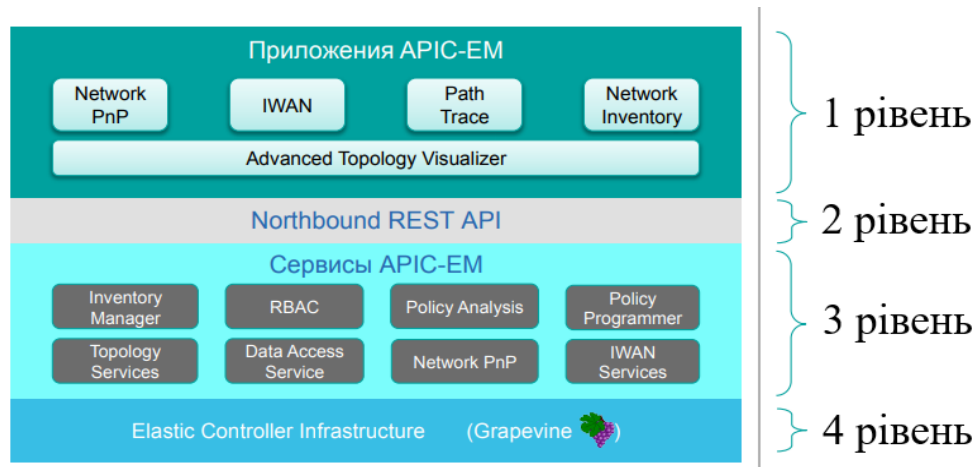 Приложения APIC-EM
Network
PnP
IWAN
Path
Trace
Network
Inventory
Advanced Topology Visualizer
1 рівень
Northbound REST API
2 рівень
Сервисы APIC-EM
Inventory
Manager
RBAC
Policy Analysis
Policy
Programmer
Topology
Services
Data Access
Service
Network PnP
IWAN
Services
3 рівень
Elastic Controller Infrastructure (Grapevine )
4 рівень